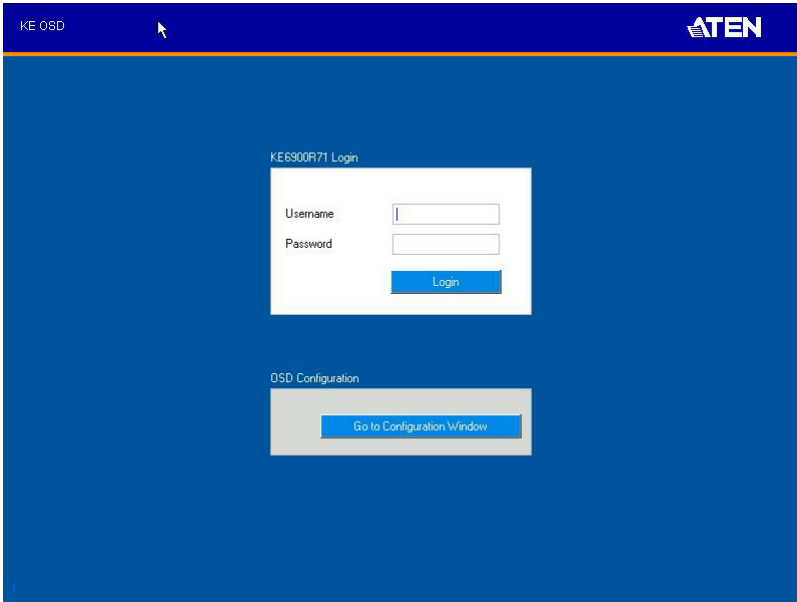 KE OSD
ATEN
KE6900R71 Login
Username
Password
Login
OSD Configuration
Go to Configuration Window